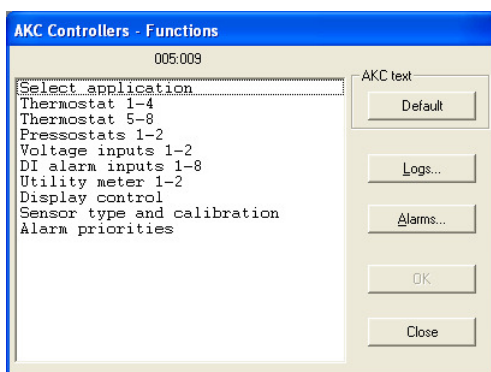 AKC Controllers - Functions
005:009
Select application
Thermostat 1-4
Thermostat 5-8
Pressostats 1-2
Voltage inputs 1-2
DI alarm inputs 1-8
Utility meter 1-2
Display control
Sensor type and calibration
Alarm priorities
AKC text
Default
Logs...
Alarms...
OK
Close